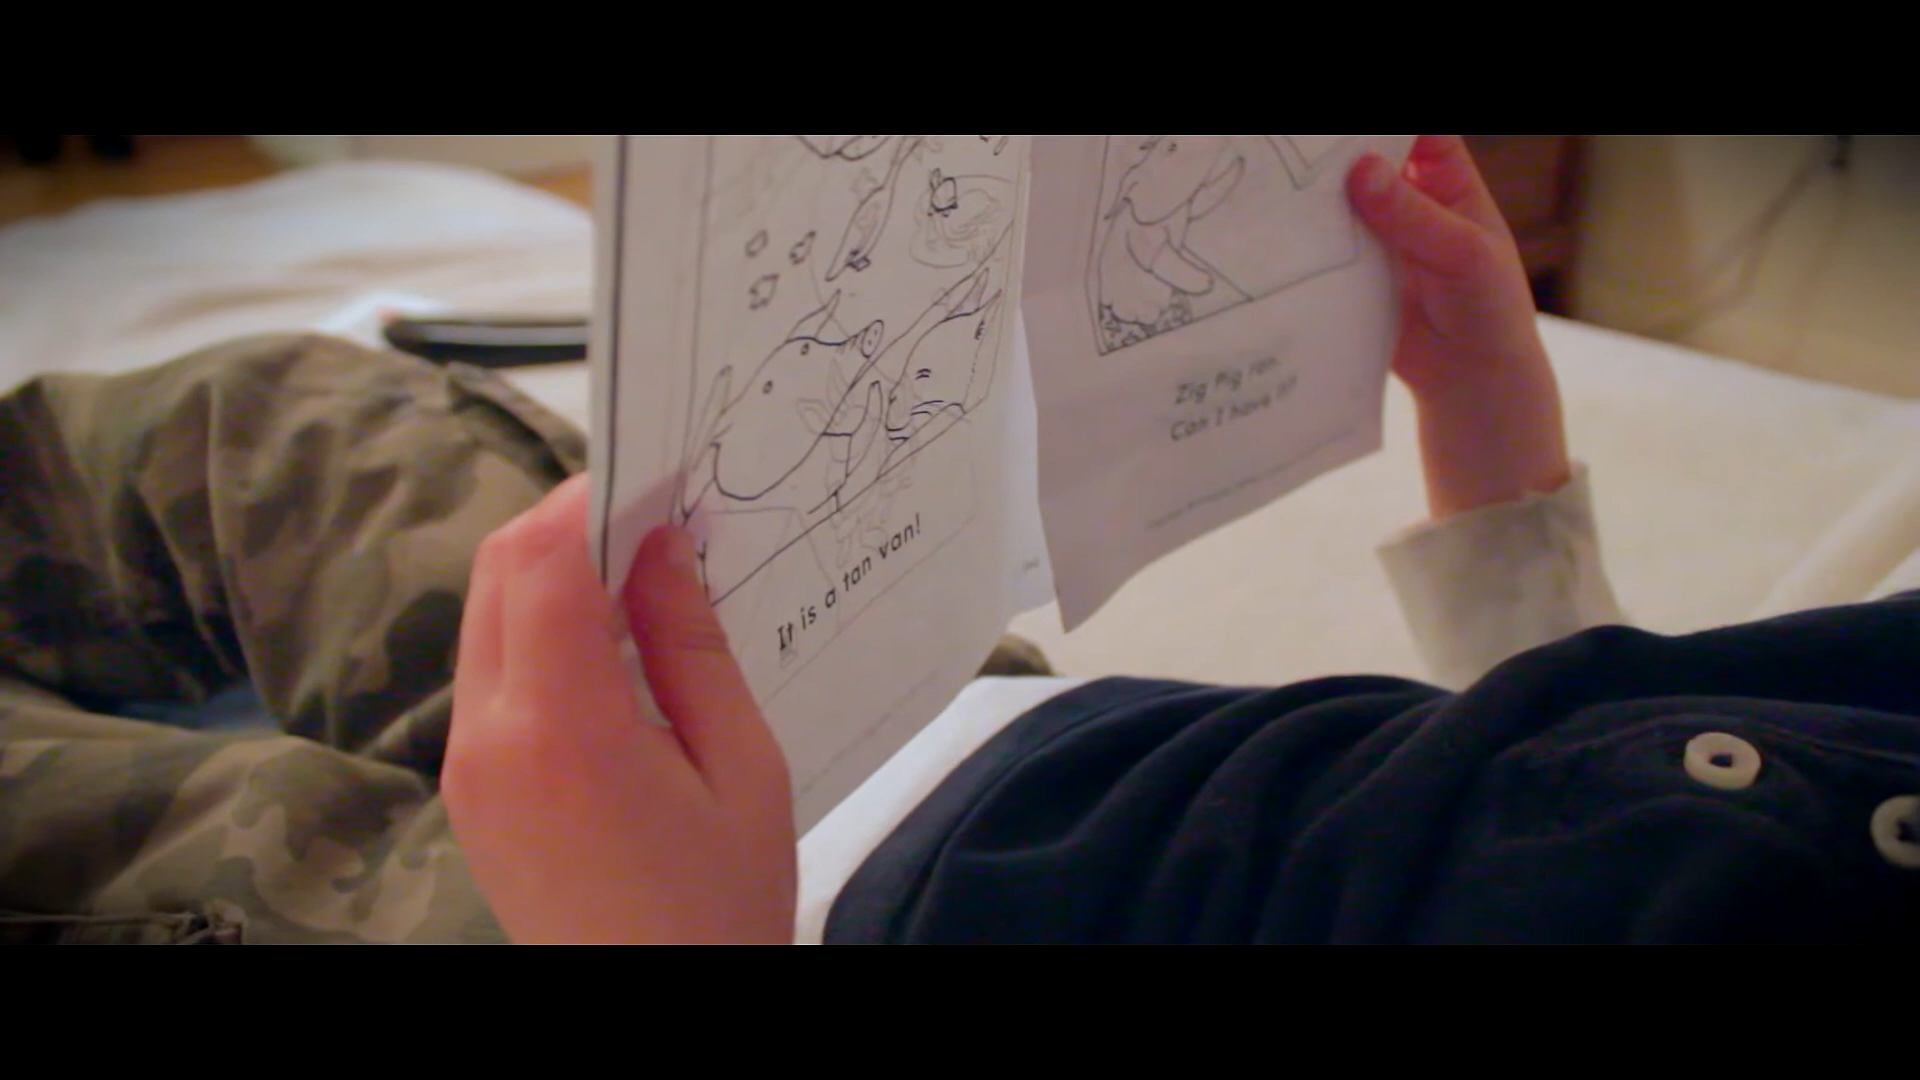 It is a tan van!
Zig Pig ran.
Can I have it?